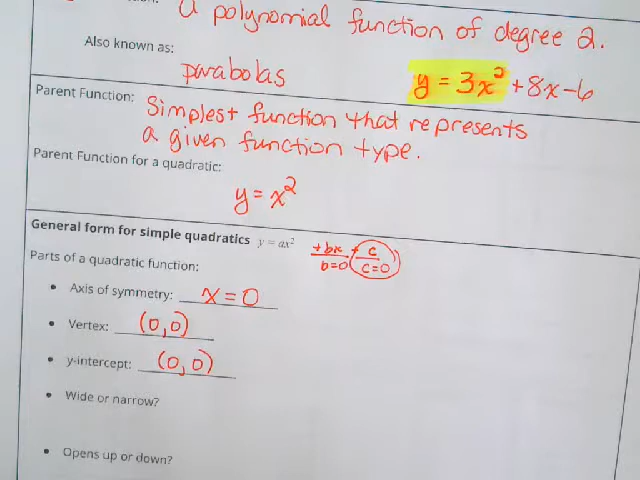 a polynomial function of degree 2.
Also known as:
parabolas
y = 3x² + 8x - 6
Parent Function: Simplest function that represents
a given function type.
Parent Function for a quadratic:
y = x²
General form for simple quadratics y = ax² + bx + c
b=0 c=0
Parts of a quadratic function:
• Axis of symmetry: x = 0
• Vertex: (0,0)
• y-intercept: (0,0)
• Wide or narrow?
• Opens up or down?